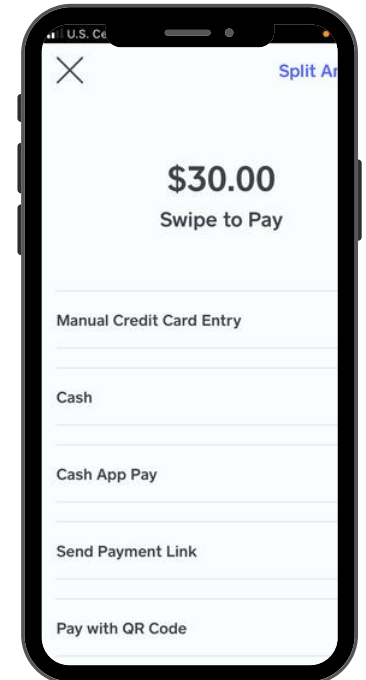 U.S. Ce
Split Ar
$30.00
Swipe to Pay
Manual Credit Card Entry
Cash
Cash App Pay
Send Payment Link
Pay with QR Code